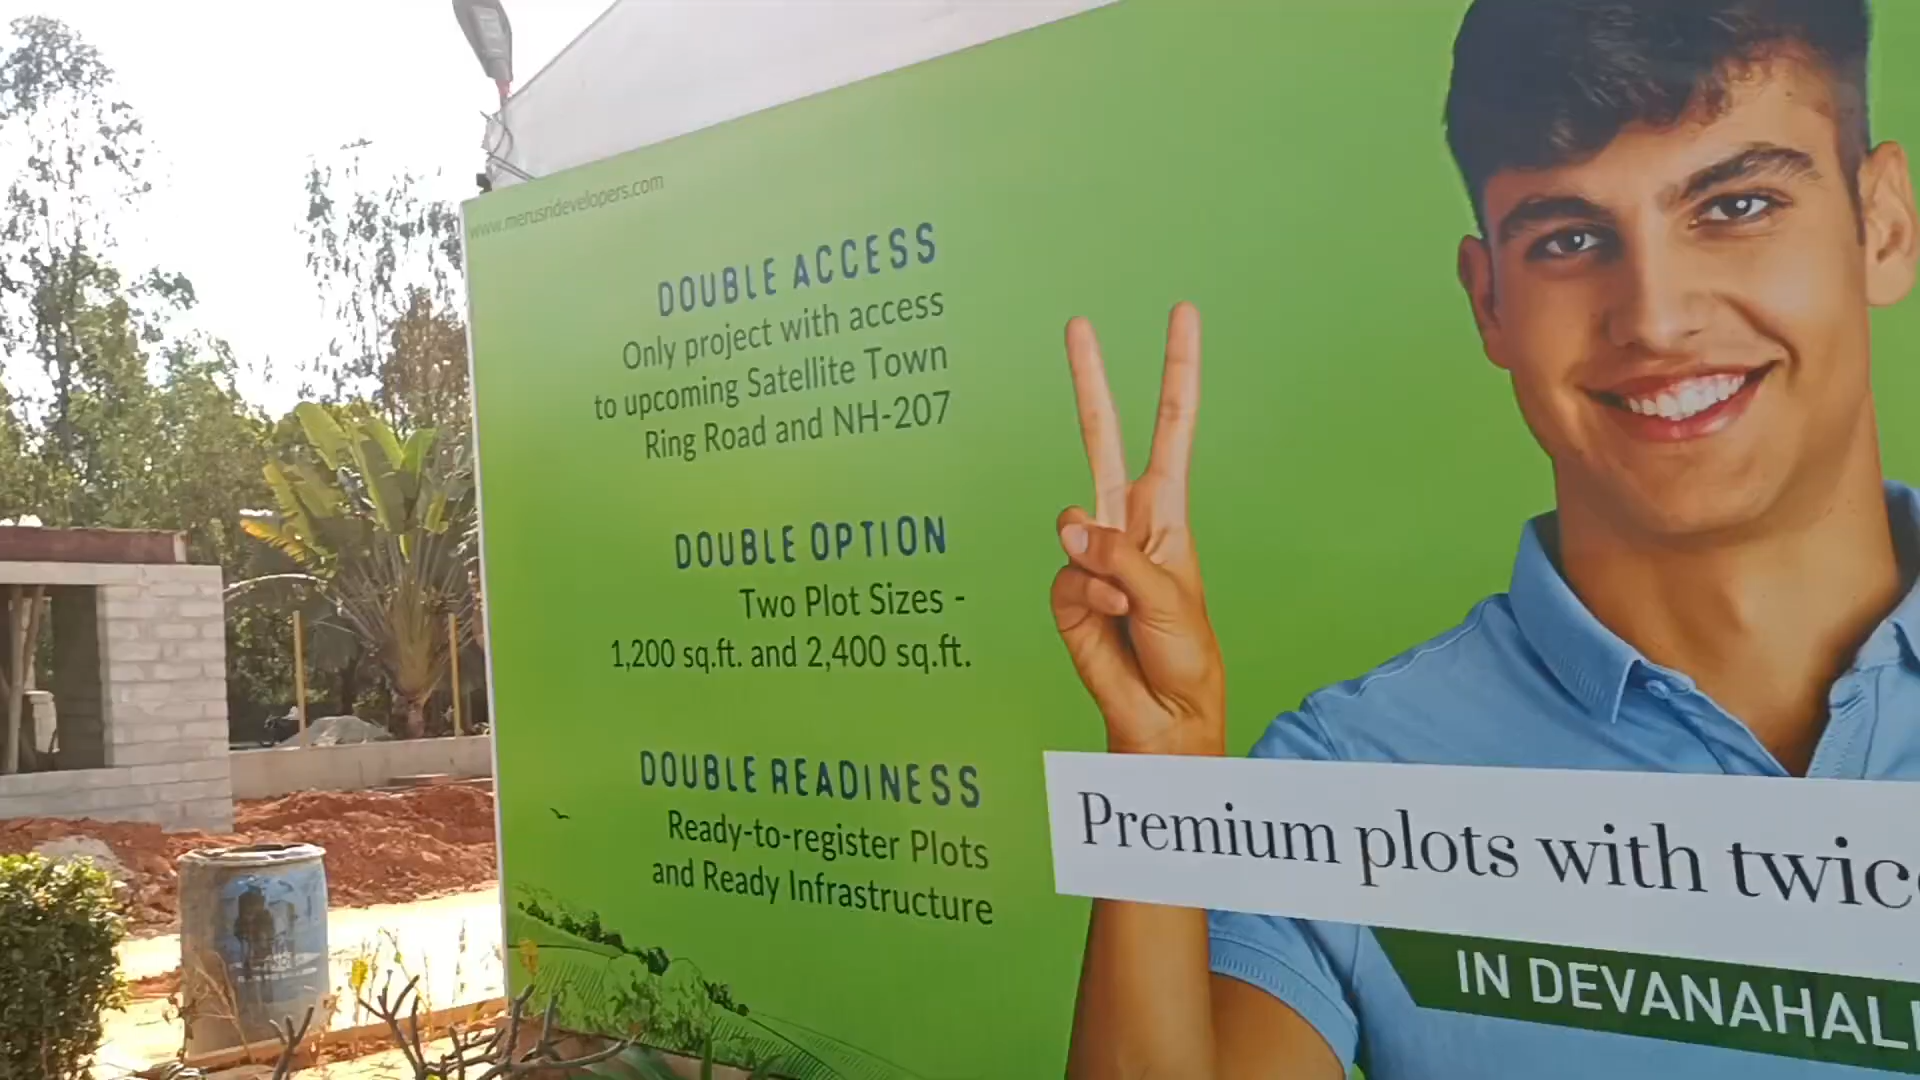 www.merusridevelopers.com
DOUBLE ACCESS
Only project with access
to upcoming Satellite Town
Ring Road and NH-207
DOUBLE OPTION
Two Plot Sizes -
1,200 sq.ft. and 2,400 sq.ft.
DOUBLE READINESS
Ready-to-register Plots
and Ready Infrastructure
Premium plots with twic
IN DEVANAHAL